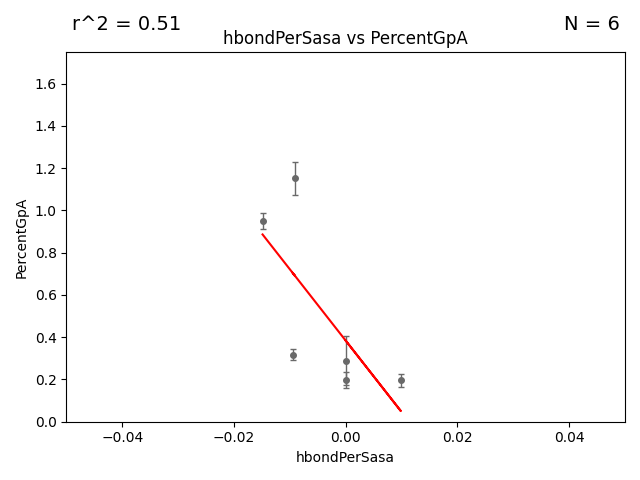 r^2 = 0.51
N = 6
hbondPerSasa vs PercentGpA
PercentGpA
1.6
1.4
1.2
1.0
0.8
0.6
0.4
0.2
0.0
−0.04
−0.02
0.00
0.02
0.04
hbondPerSasa